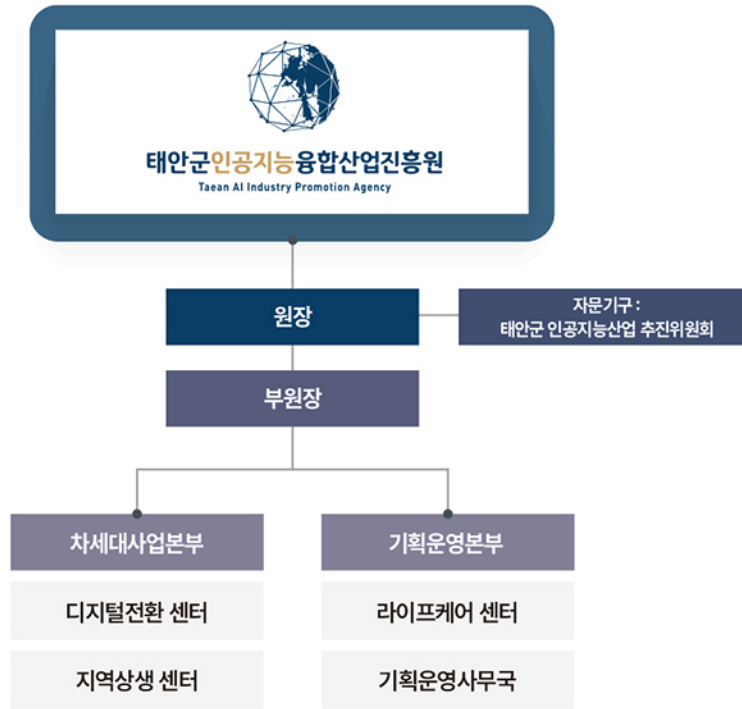 태안군인공지능융합산업진흥원
Taean AI Industry Promotion Agency
원장
자문기구 :
태안군 인공지능산업 추진위원회
부원장
차세대사업본부
기획운영본부
디지털전환 센터
라이프케어 센터
지역상생 센터
기획운영사무국